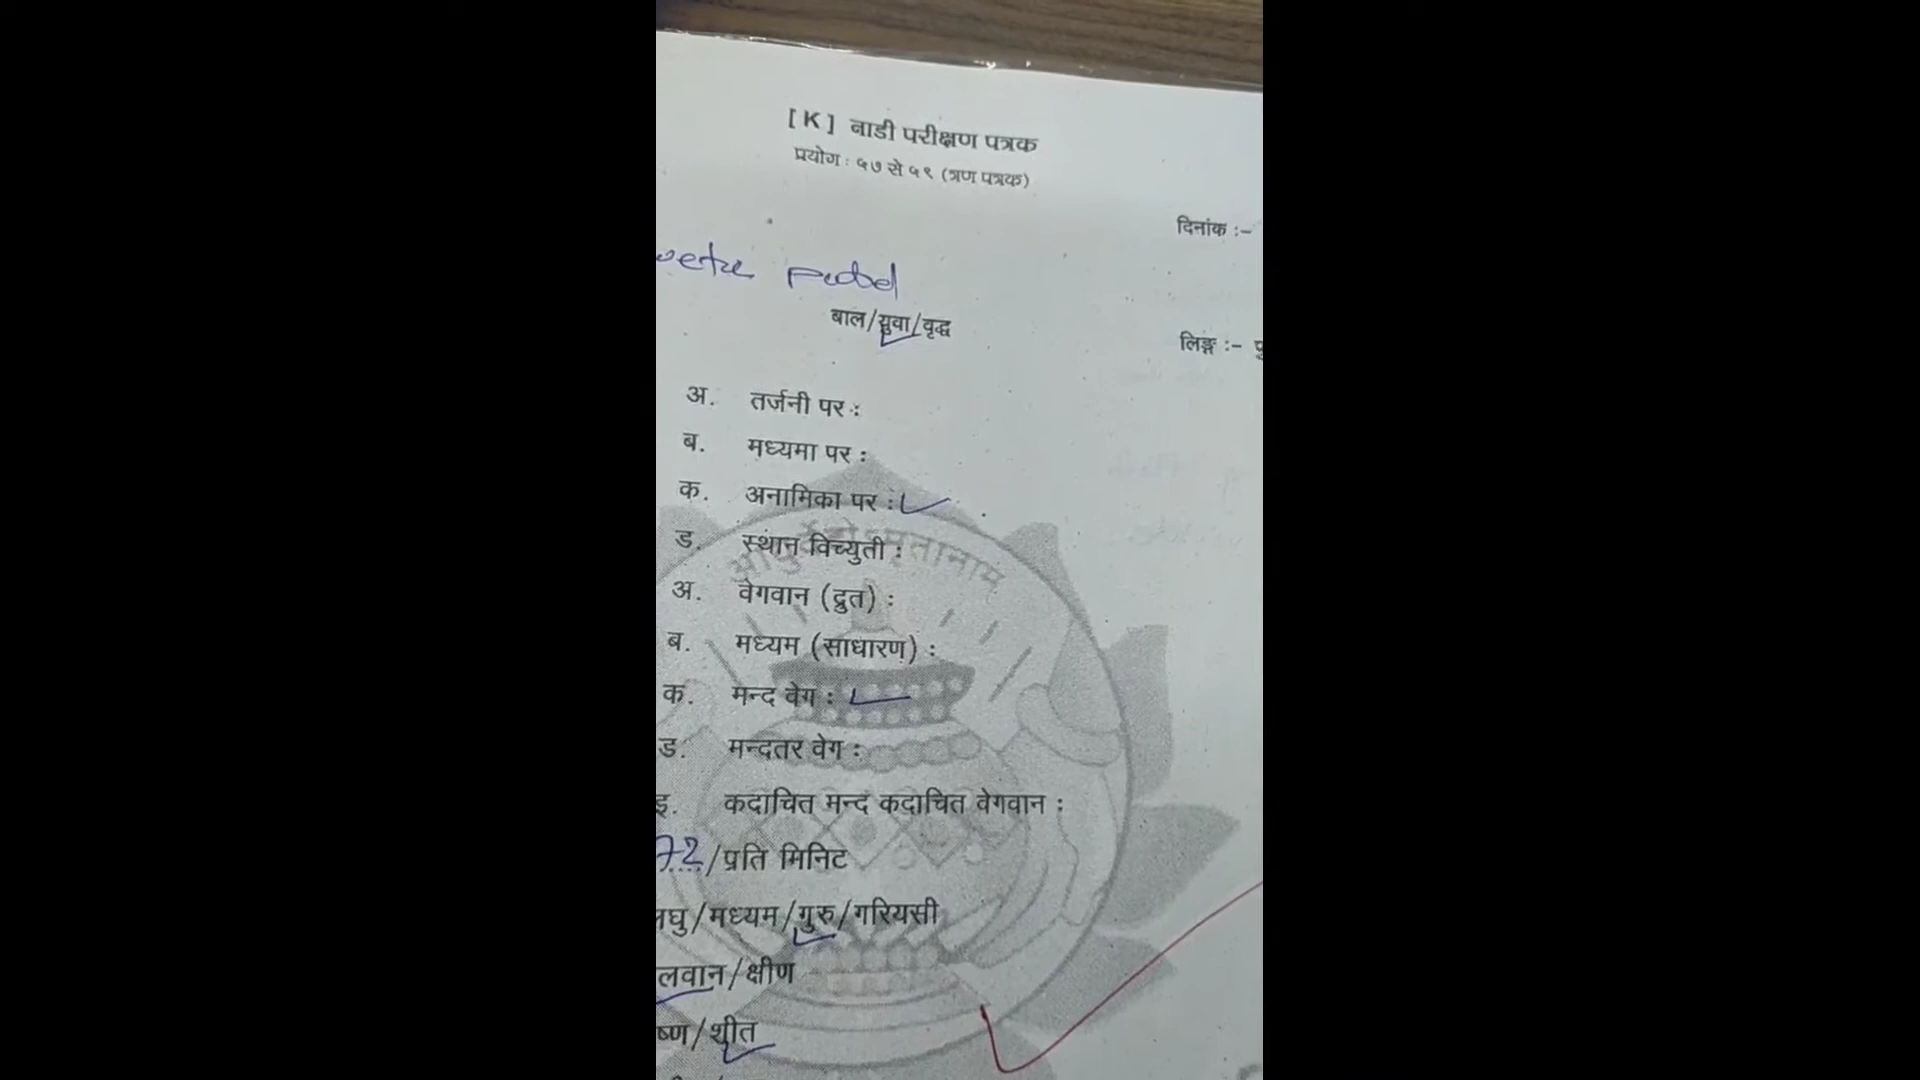 [ K ] नाडी परीक्षण पत्रक
प्रयोग : ५७ से ५९ (त्रण पत्रक)
दिनांक :–
बाल/युवा/वृद्ध
लिङ्ग :–
अ. तर्जनी पर :
ब. मध्यमा पर :
क. अनामिका पर :
ड. स्थान विच्युती :
अ. वेगवान (द्रुत) :
ब. मध्यम (साधारण) :
क. मन्द वेग :
ड. मन्दतर वेग :
इ. कदाचित मन्द कदाचित वेगवान :
72/प्रति मिनिट
/मध्यम/गुरु/गरियसी
लवान/क्षीण
ष्ण/शीत